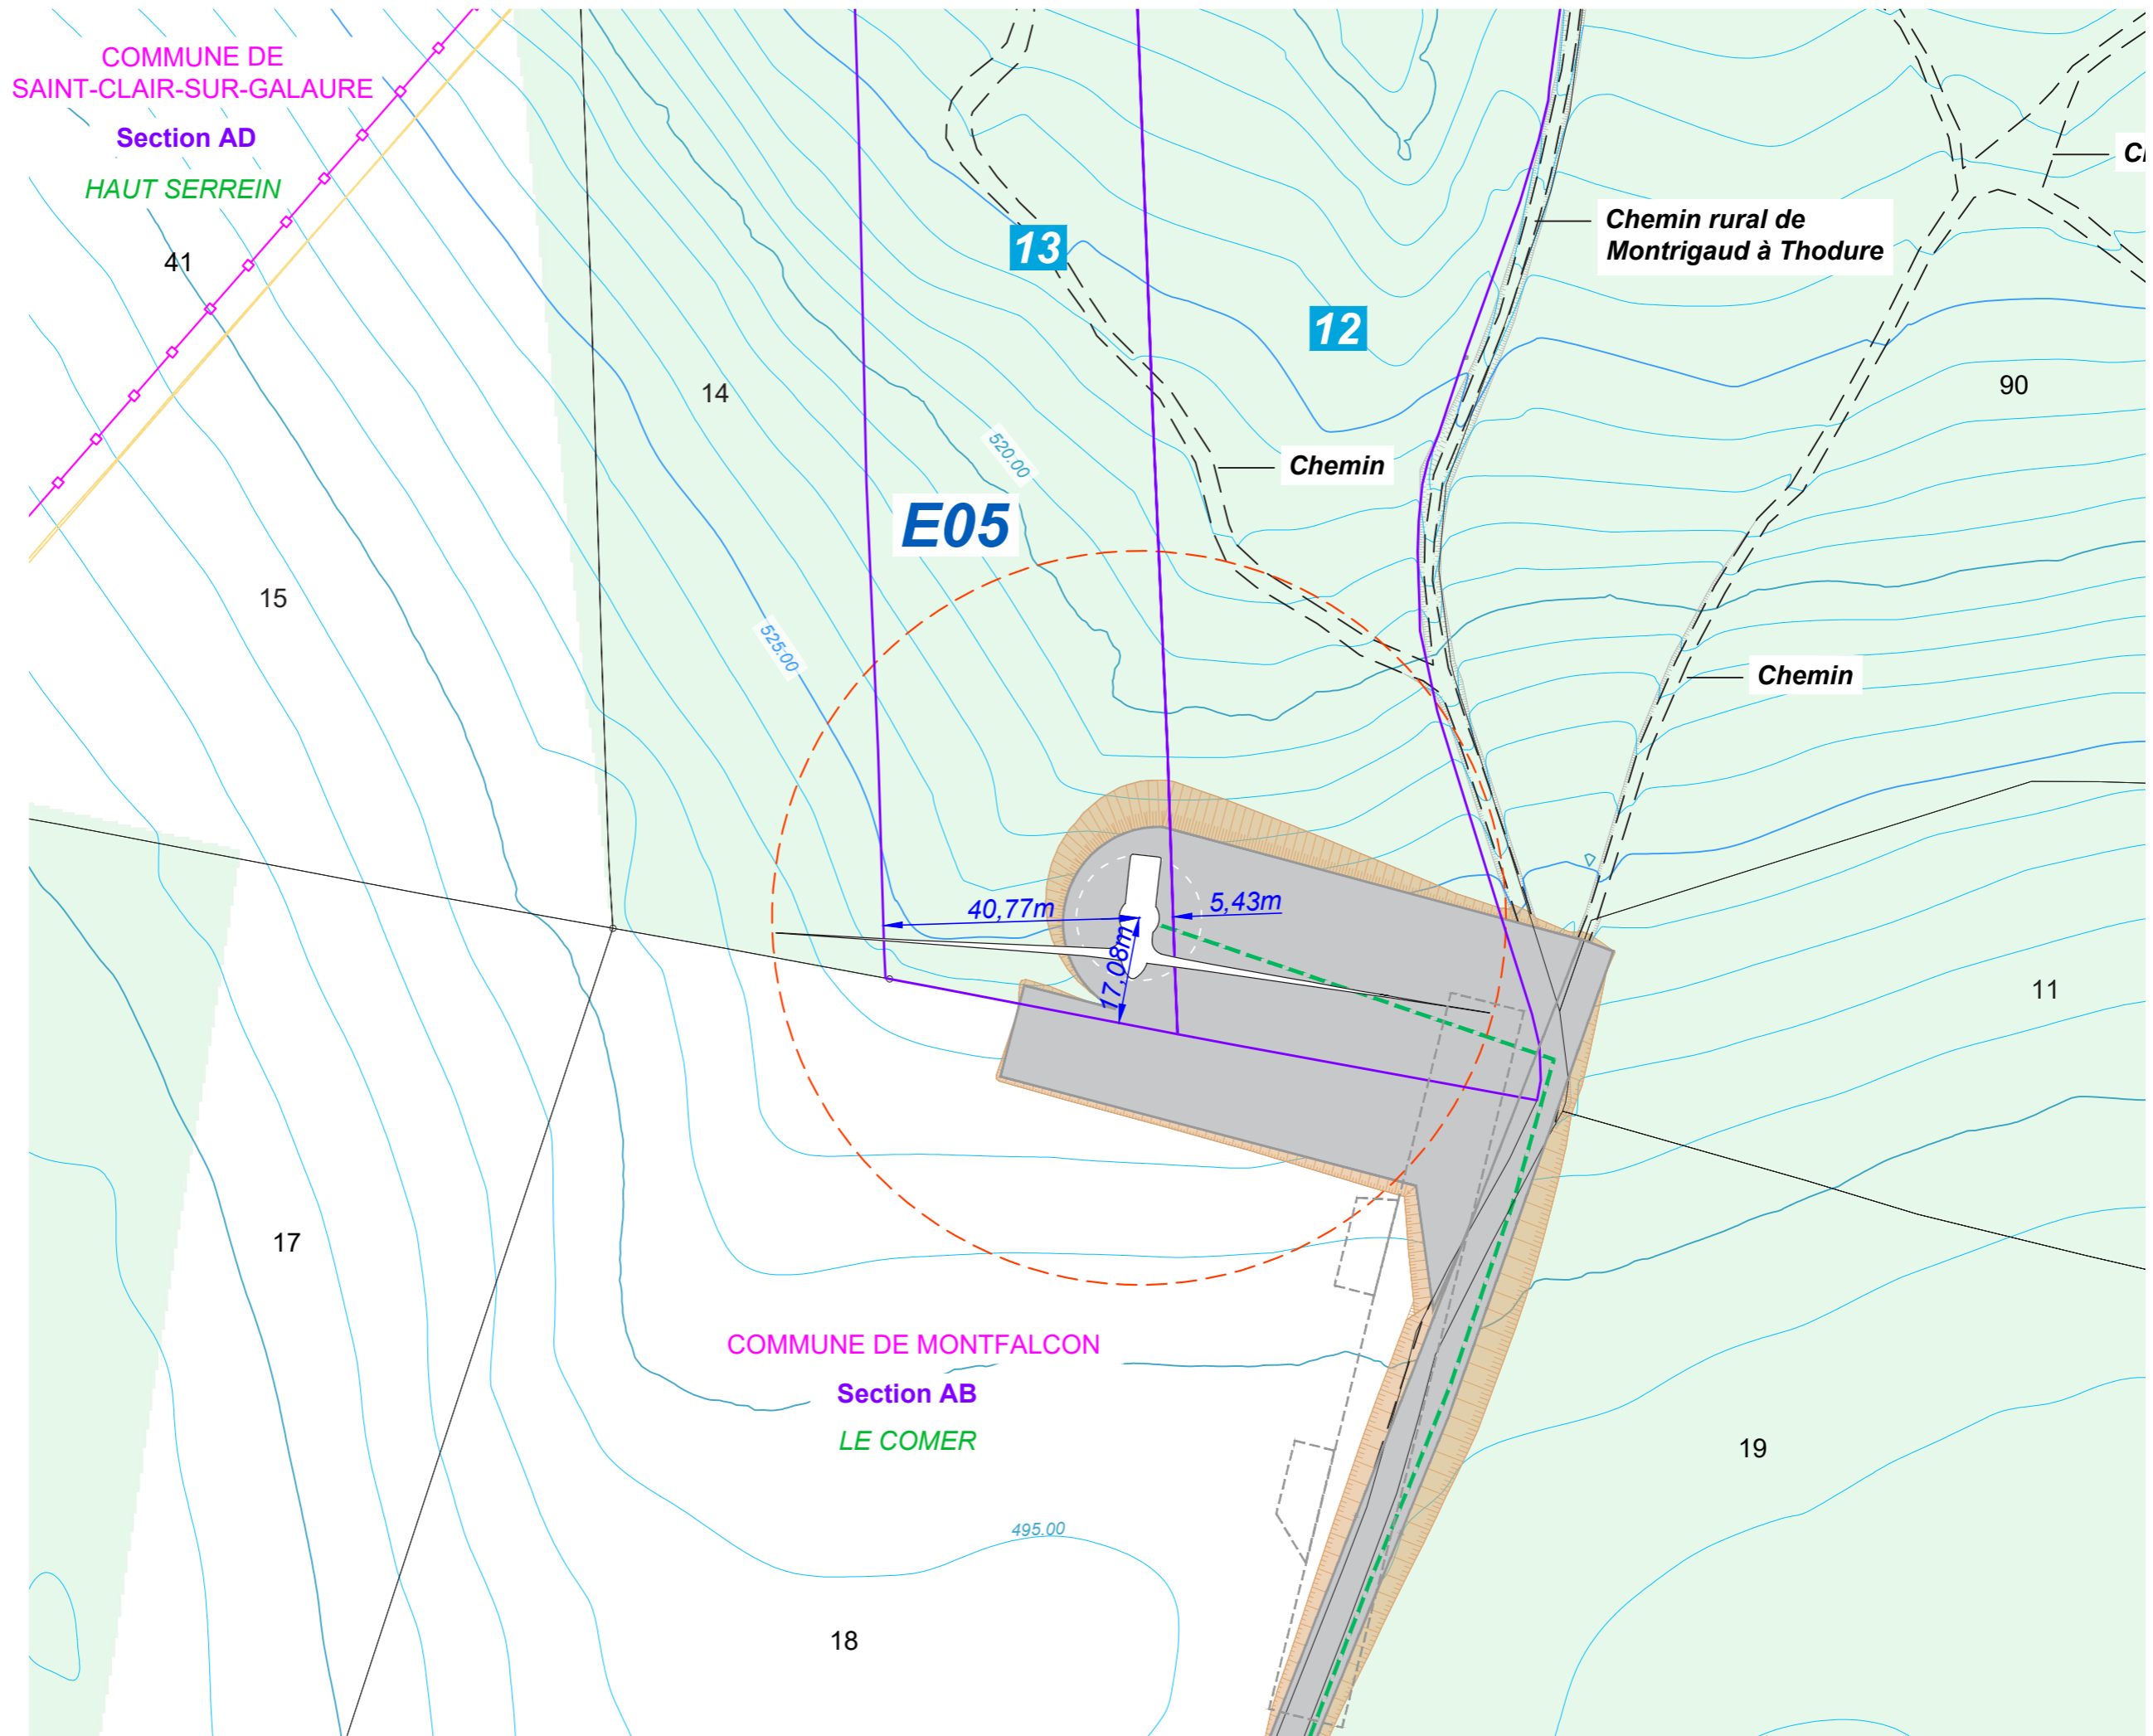 COMMUNE DE
SAINT-CLAIR-SUR-GALAURE
Section AD
HAUT SERREIN
41
13
12
Chemin rural de
Montrigaud à Thodure
14
90
520.00
Chemin
E05
15
525.00
Chemin
40,77m
5,43m
17,08m
11
17
COMMUNE DE MONTFALCON
Section AB
LE COMER
19
495.00
18